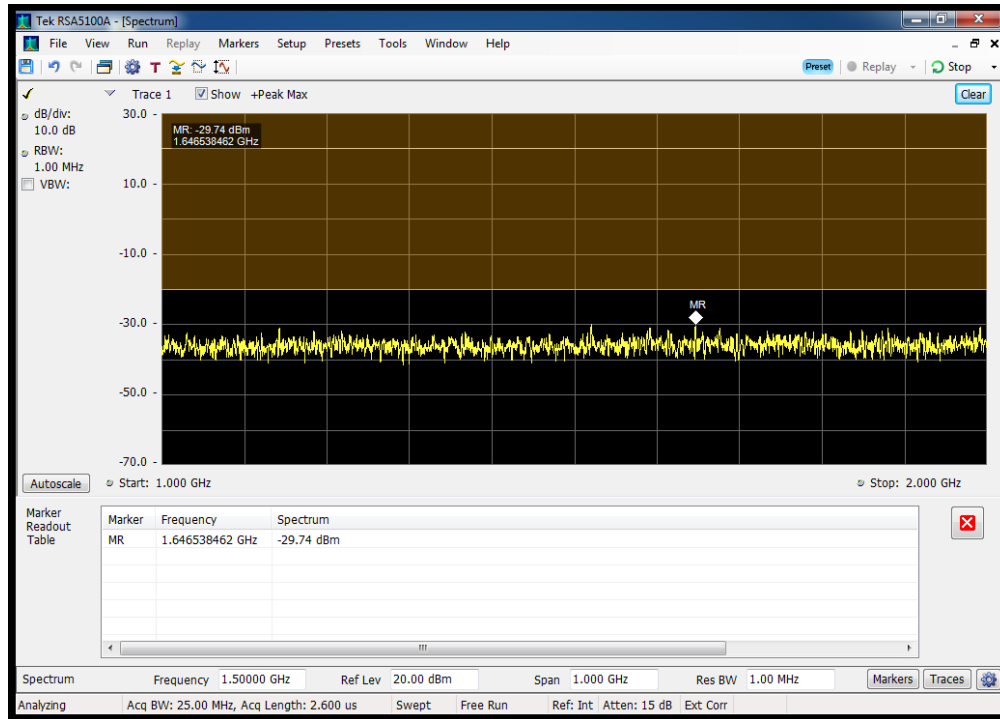 Tek RSA5100A - [Spectrum]
File View Run Replay Markers Setup Presets Tools Window Help
T Preset Replay Stop
Trace 1 Show +Peak Max Clear
dB/div:
10.0 dB
RBW:
1.00 MHz
VBW:
30.0 -
10.0 -
-10.0 -
-30.0 -
-50.0 -
-70.0 -
MR: -29.74 dBm
1.646538462 GHz
MR
Autoscale Start: 1.000 GHz Stop: 2.000 GHz
Marker
Readout
Table
Marker Frequency Spectrum
MR 1.646538462 GHz -29.74 dBm
Spectrum Frequency 1.50000 GHz Ref Lev 20.00 dBm Span 1.000 GHz Res BW 1.00 MHz Markers Traces
Analyzing Acq BW: 25.00 MHz, Acq Length: 2.600 us Swept Free Run Ref: Int Atten: 15 dB Ext Corr